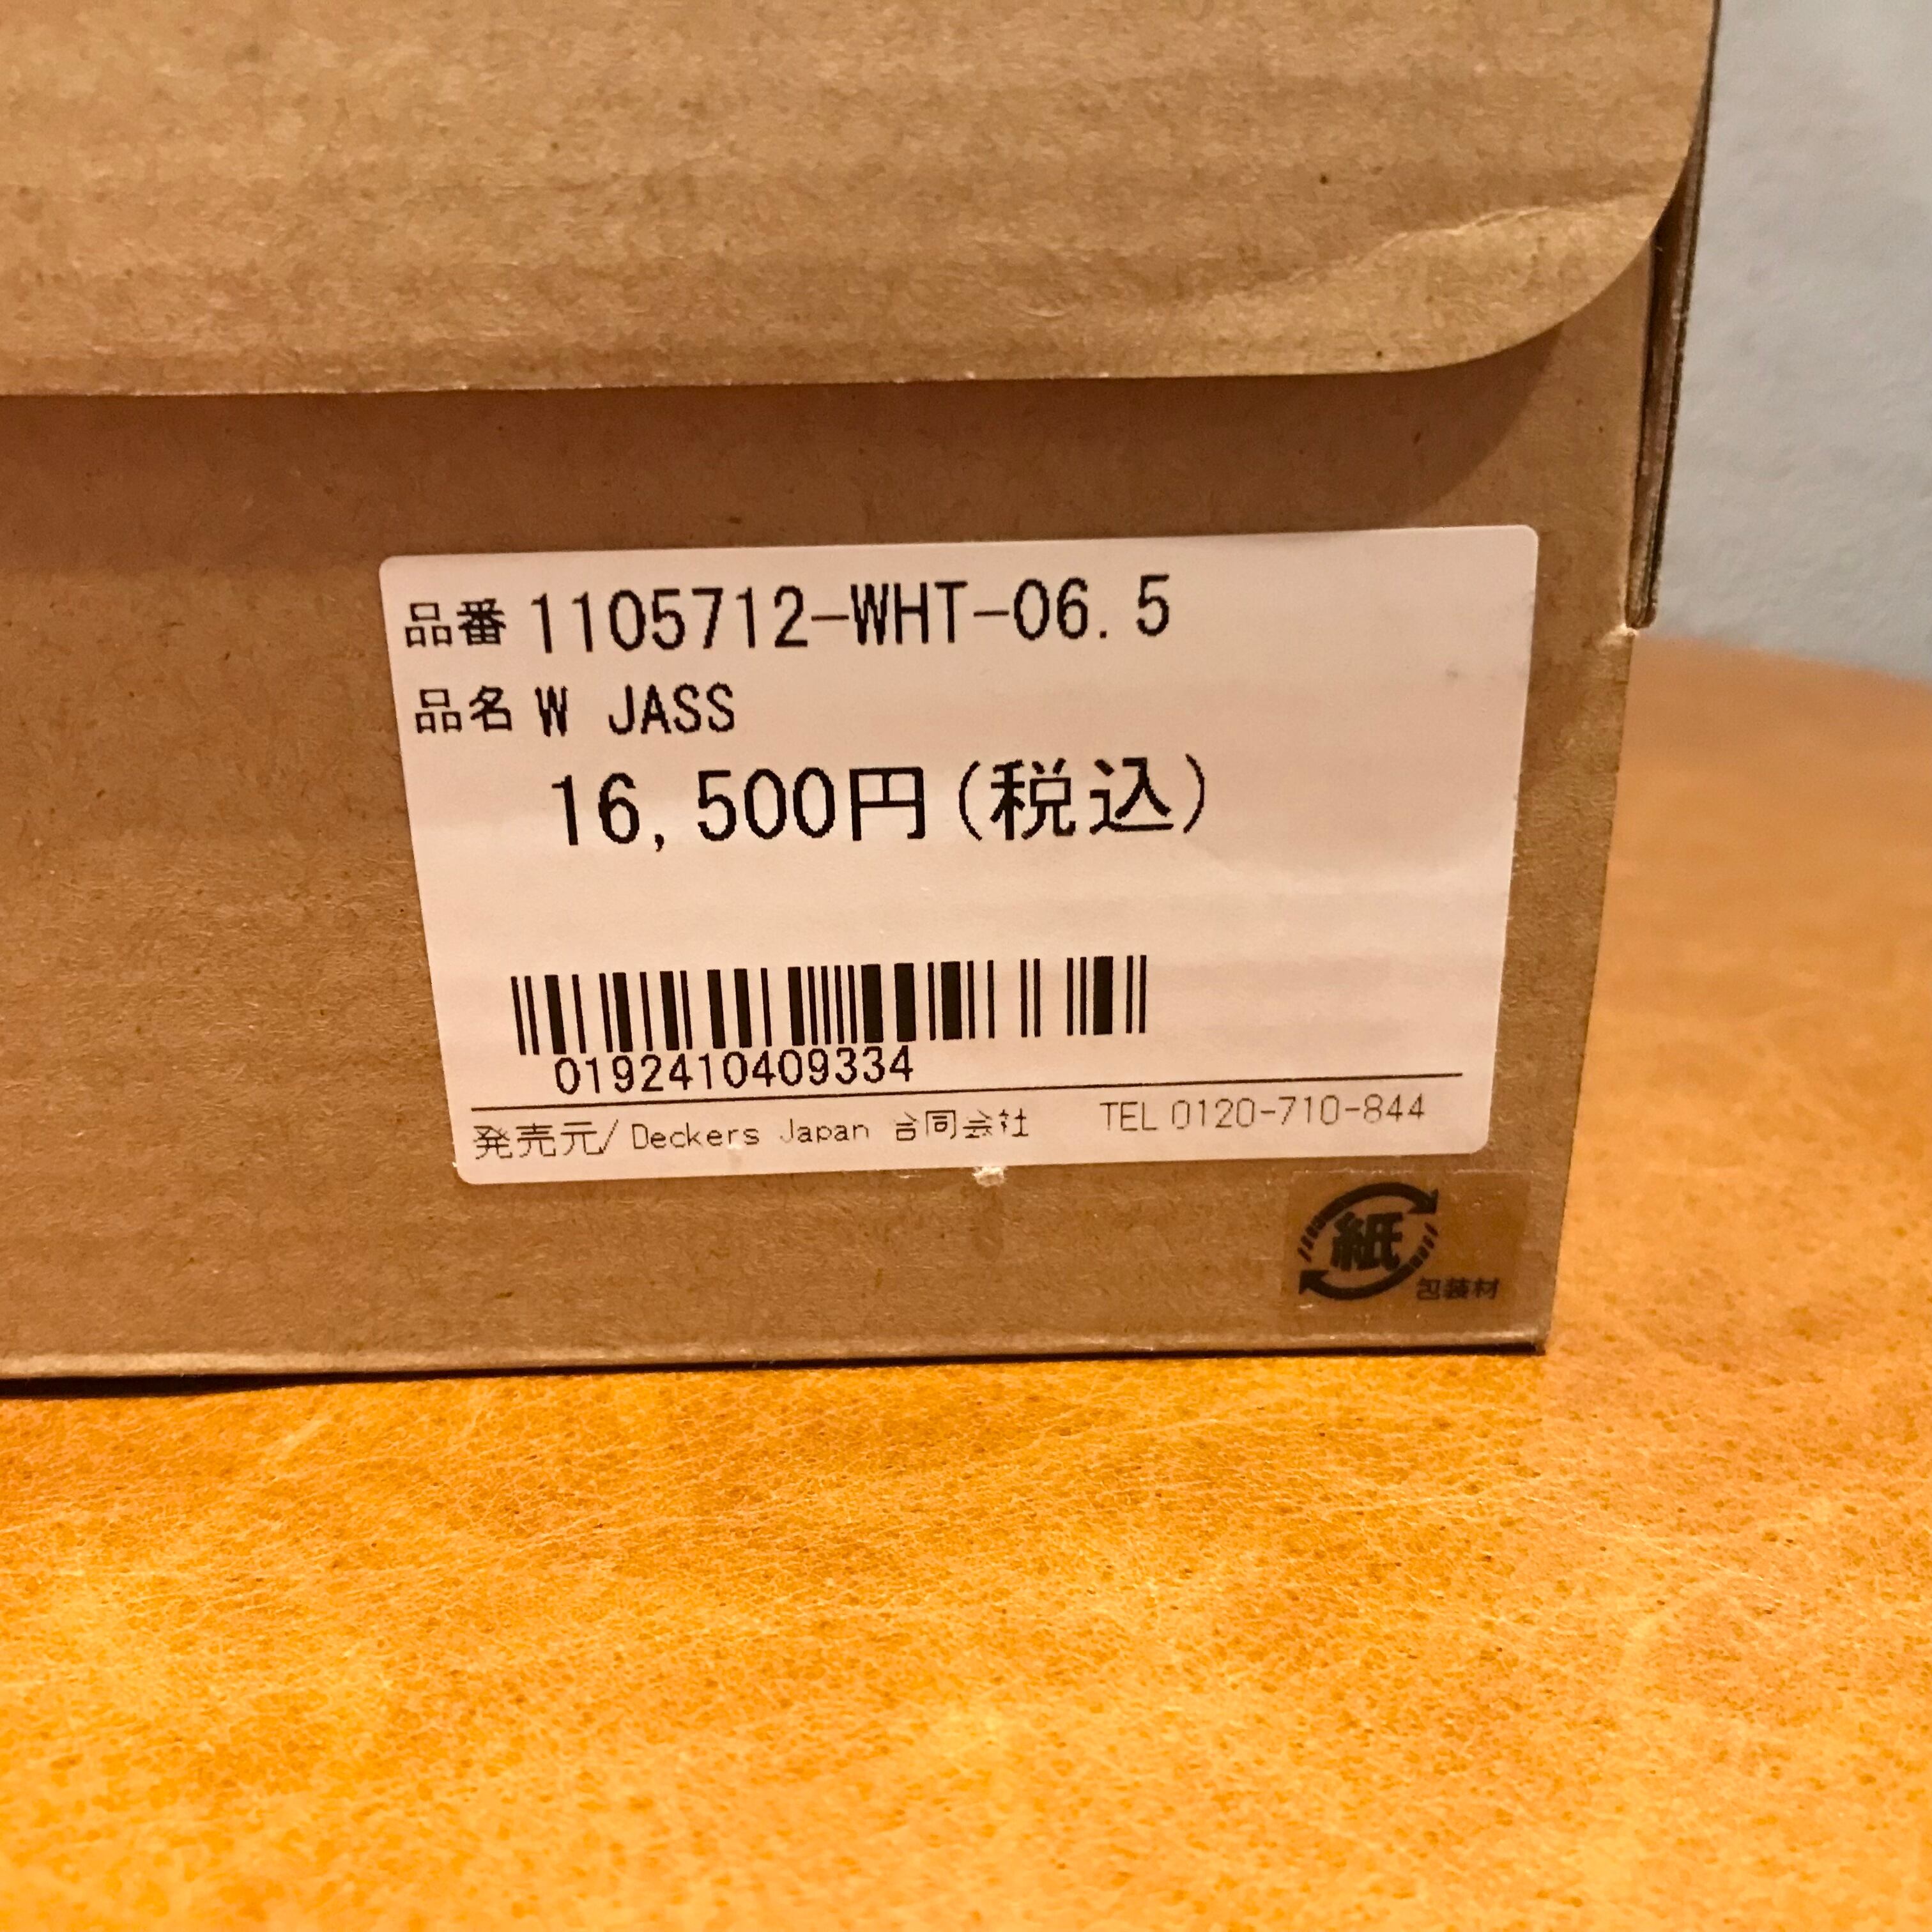 品番 1105712-WHT-06.5
品名 W JASS
16,500円(税込)
0192410409334
発売元/Deckers Japan 合同会社 TEL 0120-710-844
紙
包装材